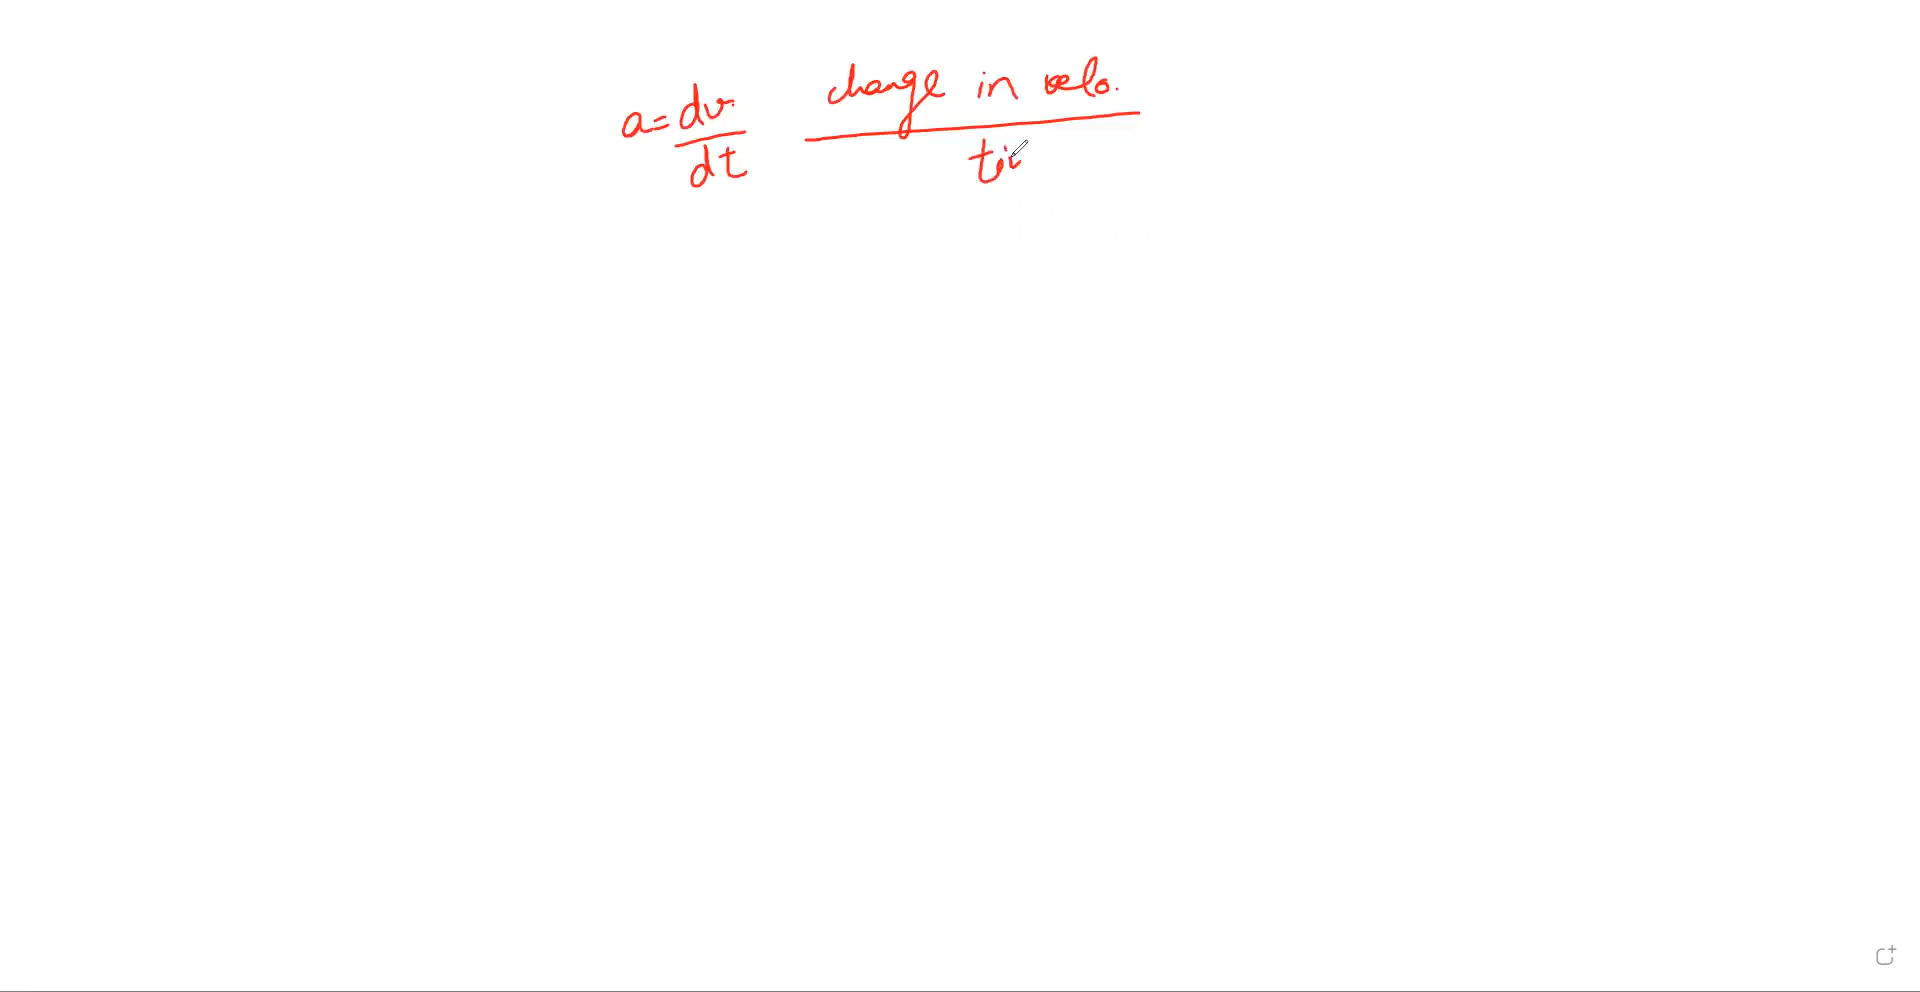 a = dv/dt change in velo. / ti